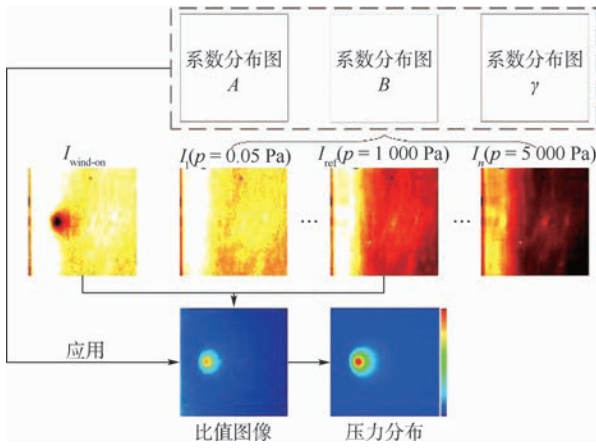 系数分布图 系数分布图 系数分布图
A B γ
I_wind-on I_1(p = 0.05 Pa) I_ref(p = 1 000 Pa) I_n(p = 5 000 Pa)
... ...
应用
比值图像 压力分布